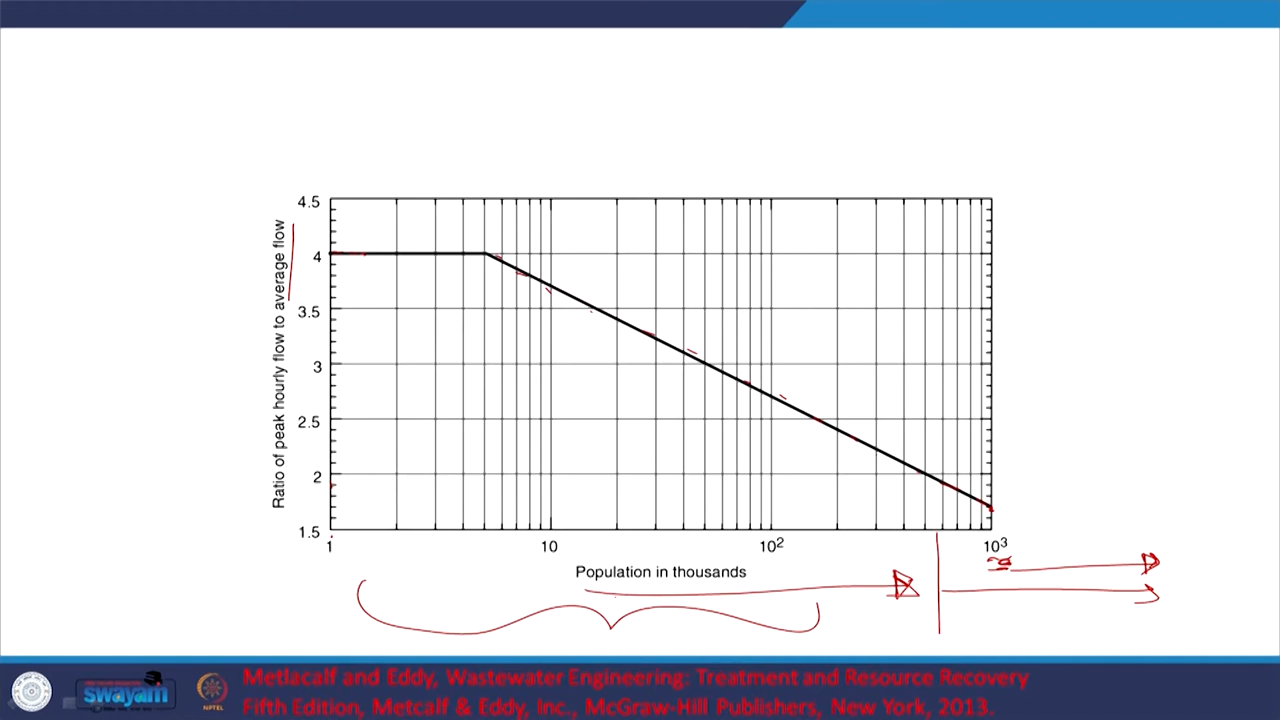 4.5
4
3.5
3
2.5
2
1.5
Ratio of peak hourly flow to average flow
1 10 10² 10³
Population in thousands
swayam
NPTEL
Metlacalf and Eddy, Wastewater Engineering: Treatment and Resource Recovery
Fifth Edition, Metcalf & Eddy, Inc., McGraw-Hill Publishers, New York, 2013.